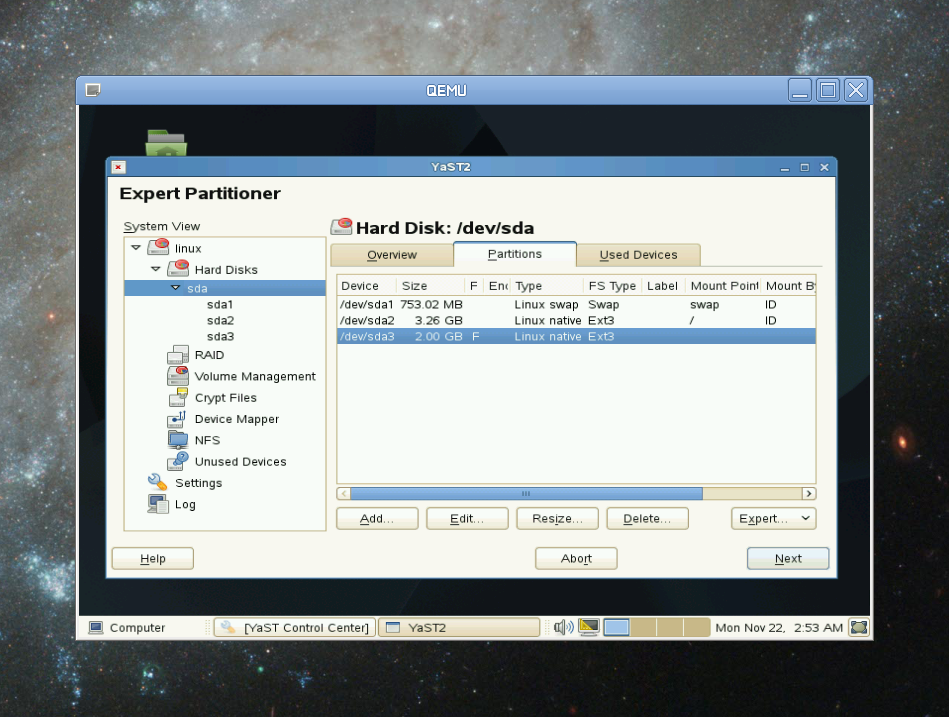 QEMU
YaST2
Expert Partitioner
System View
linux
Hard Disks
sda
sda1
sda2
sda3
RAID
Volume Management
Crypt Files
Device Mapper
NFS
Unused Devices
Settings
Log
Hard Disk: /dev/sda
Overview Partitions Used Devices
Device Size F Enc Type FS Type Label Mount Point Mount By
/dev/sda1 753.02 MB Linux swap Swap swap ID
/dev/sda2 3.26 GB Linux native Ext3 / ID
/dev/sda3 2.00 GB F Linux native Ext3
Add... Edit... Resize... Delete... Expert...
Help Abort Next
Computer [YaST Control Center] YaST2 Mon Nov 22, 2:53 AM